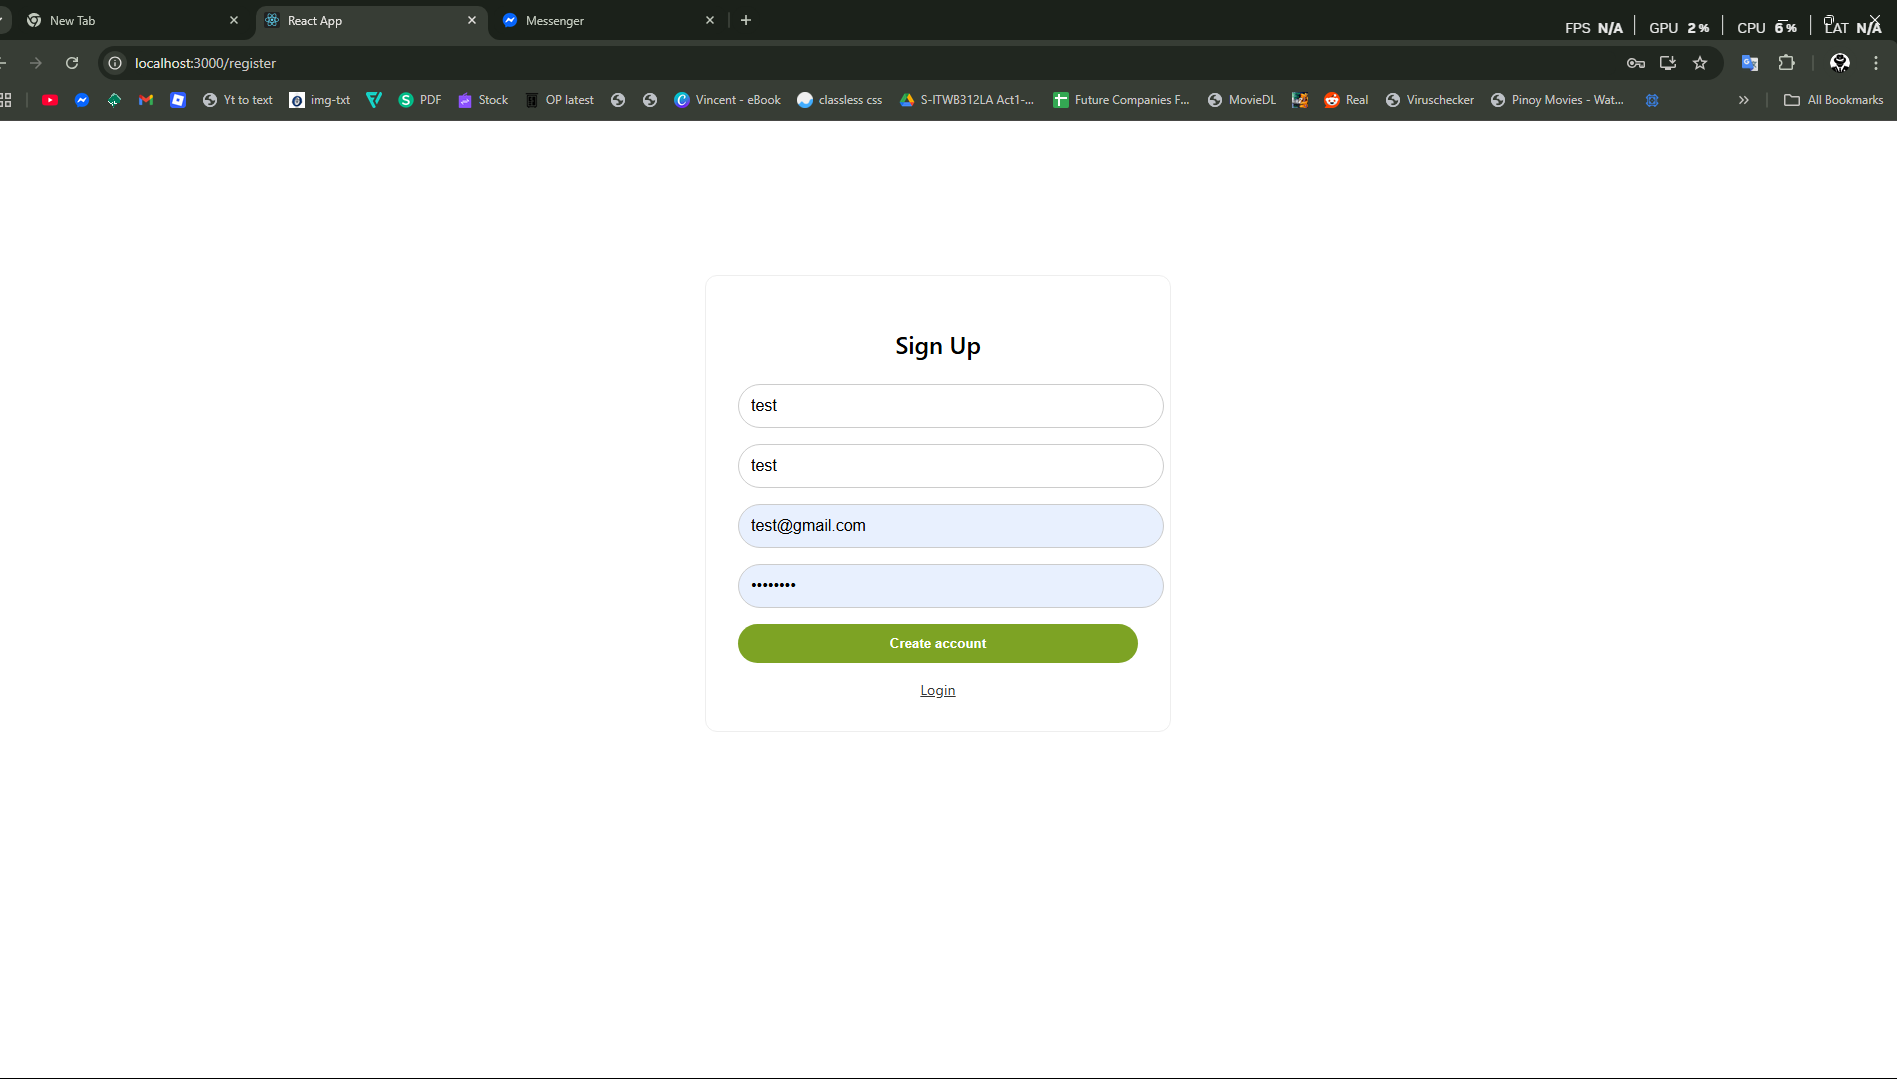 New Tab
React App
Messenger
FPS N/A GPU 2% CPU 6% LAT N/A
localhost:3000/register
Yt to text
img-txt
PDF
Stock
OP latest
Vincent - eBook
classless css
S-ITWB312LA Act1-...
Future Companies F...
MovieDL
Real
Viruschecker
Pinoy Movies - Wat...
All Bookmarks
Sign Up
test
test
test@gmail.com
••••••••
Create account
Login